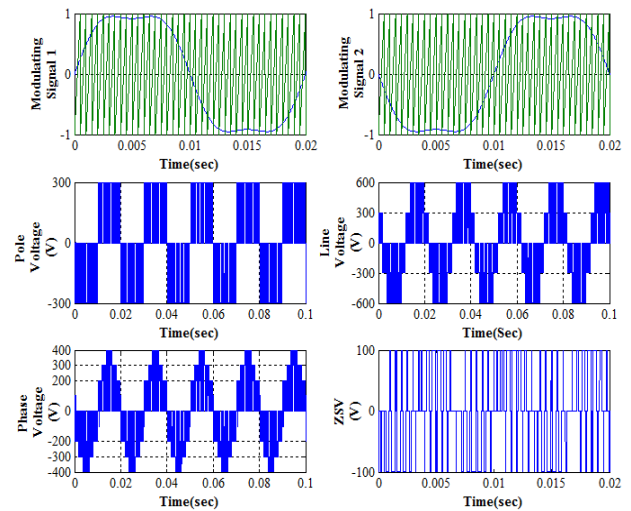 Modulating
Signal 1
1
0
-1
0
0.005
0.01
0.015
0.02
Time(sec)
Modulating
Signal 2
1
0
-1
0
0.005
0.01
0.015
0.02
Time(sec)
Pole
Voltage
(V)
300
0
-300
0
0.02
0.04
0.06
0.08
0.1
Time(sec)
Line
Voltage
(V)
600
300
0
-300
-600
0
0.02
0.04
0.06
0.08
0.1
Time(Sec)
Phase
Voltage
(V)
400
300
200
0
-200
-300
-400
0
0.02
0.04
0.06
0.08
0.1
Time(sec)
ZSV
(V)
100
0
-100
0
0.005
0.01
0.015
0.02
Time(sec)